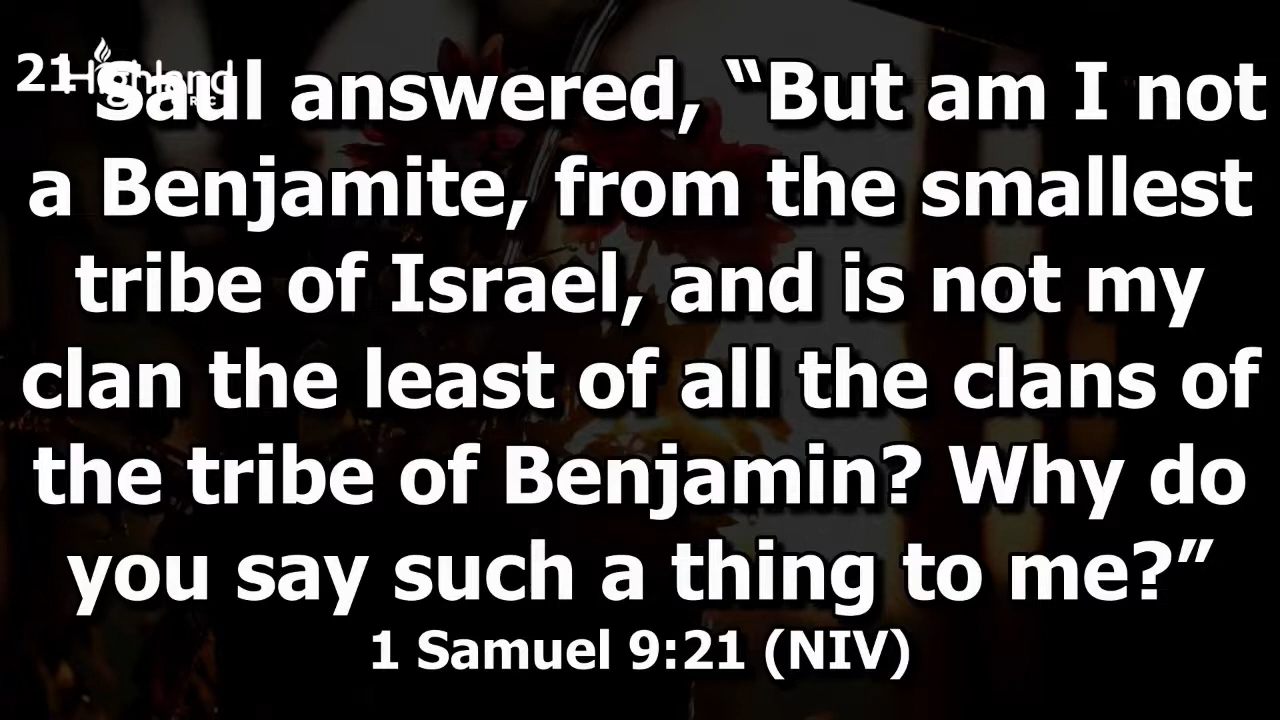 21 Saul answered, “But am I not
a Benjamite, from the smallest
tribe of Israel, and is not my
clan the least of all the clans of
the tribe of Benjamin? Why do
you say such a thing to me?”
1 Samuel 9:21 (NIV)
Highland